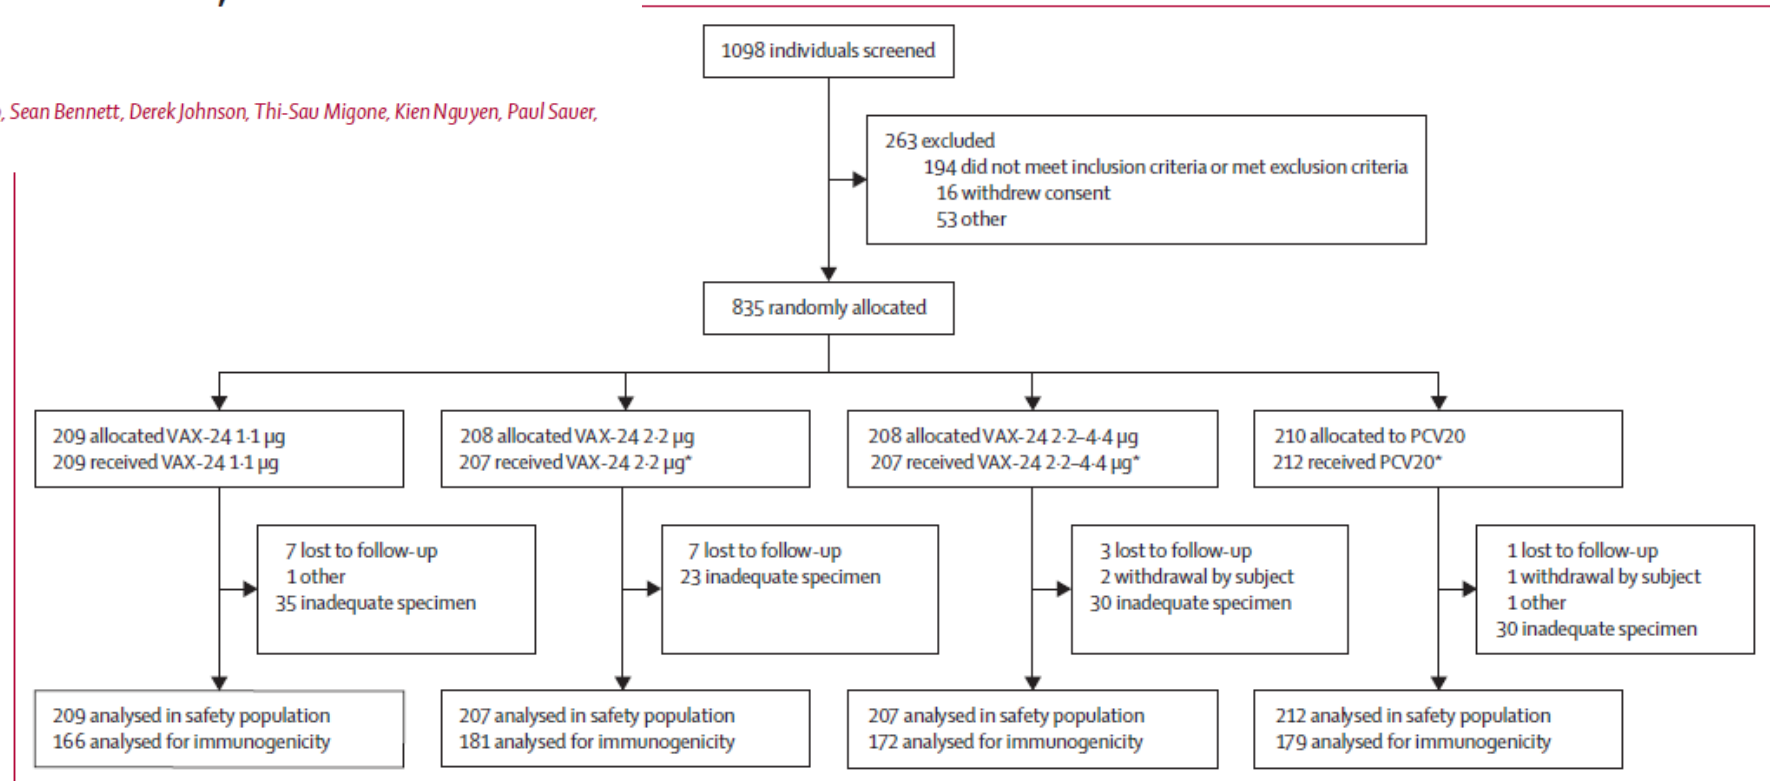 1098 individuals screened
, Sean Bennett, Derek Johnson, Thi-Sau Migone, Kien Nguyen, Paul Sauer,
263 excluded
194 did not meet inclusion criteria or met exclusion criteria
16 withdrew consent
53 other
835 randomly allocated
209 allocated VAX-24 1·1 µg
209 received VAX-24 1·1 µg
208 allocated VAX-24 2·2 µg
207 received VAX-24 2·2 µg*
208 allocated VAX-24 2·2–4·4 µg
207 received VAX-24 2·2–4·4 µg*
210 allocated to PCV20
212 received PCV20*
7 lost to follow-up
1 other
35 inadequate specimen
7 lost to follow-up
23 inadequate specimen
3 lost to follow-up
2 withdrawal by subject
30 inadequate specimen
1 lost to follow-up
1 withdrawal by subject
1 other
30 inadequate specimen
209 analysed in safety population
166 analysed for immunogenicity
207 analysed in safety population
181 analysed for immunogenicity
207 analysed in safety population
172 analysed for immunogenicity
212 analysed in safety population
179 analysed for immunogenicity